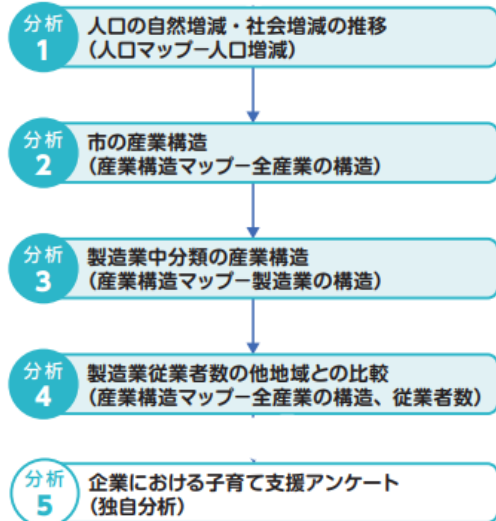 分析
1
人口の自然増減・社会増減の推移
(人口マップー人口増減)
分析
2
市の産業構造
(産業構造マップー全産業の構造)
分析
3
製造業中分類の産業構造
(産業構造マップー製造業の構造)
分析
4
製造業従業者数の他地域との比較
(産業構造マップー全産業の構造、従業者数)
分析
5
企業における子育て支援アンケート
(独自分析)